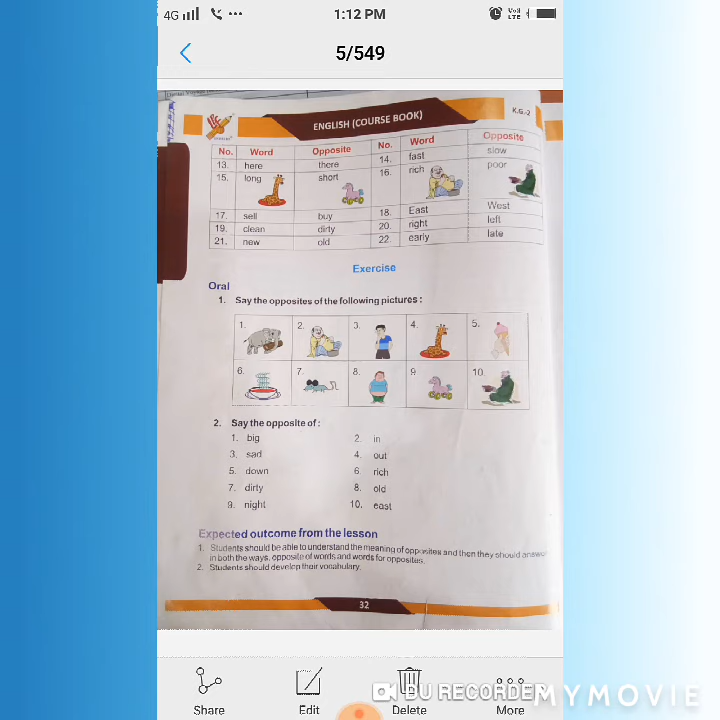 4G 1:12 PM VoLTE
5/549
ENGLISH (COURSE BOOK) K.G.-2
No. Word Opposite No. Word Opposite
13. here there 14. fast slow
15. long short 16. rich poor
17. sell buy 18. East West
19. clean dirty 20. right left
21. new old 22. early late
Exercise
Oral
1. Say the opposites of the following pictures :
1. 2. 3. 4. 5.
6. 7. 8. 9. 10.
2. Say the opposite of :
1. big 2. in
3. sad 4. out
5. down 6. rich
7. dirty 8. old
9. night 10. east
Expected outcome from the lesson
1. Students should be able to understand the meaning of opposites and then they should answer
in both the ways, opposite of words and words for opposites.
2. Students should develop their vocabulary.
32
Share Edit Delete More
DU RECORDER
MYMOVIE